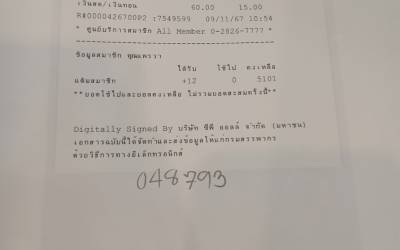 เงินสด/เงินทอน 60.00 15.00
R#0000426700P2 :7549599 09/11/67 10:54
* ศูนย์บริการสมาชิก All Member 0-2826-7777 *
ข้อมูลสมาชิก คุณแพรวา
ได้รับ ใช้ไป คงเหลือ
แต้มสมาชิก +12 0 5101
**ยอดใช้ไปและยอดคงเหลือ ไม่รวมยอดสะสมครั้งนี้**
Digitally Signed By บริษัท ซีพี ออลล์ จำกัด (มหาชน)
เอกสารฉบับนี้ได้จัดทำและส่งข้อมูลให้แก่กรมสรรพากร
ด้วยวิธีการทางอิเล็กทรอนิกส์
048793